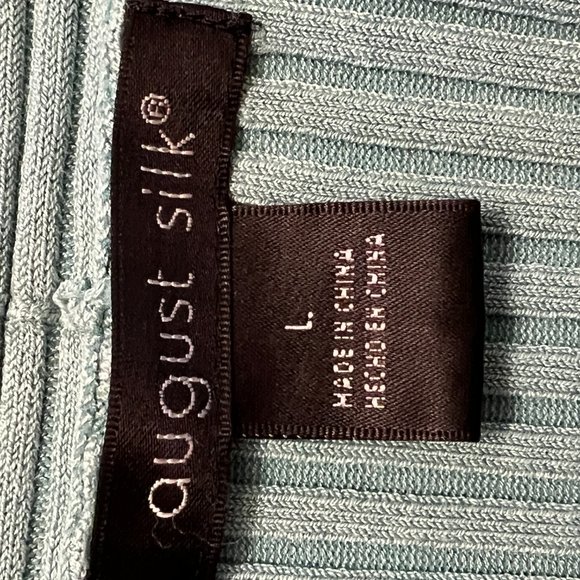 august silk®
L
MADE IN CHINA
HECHO EN CHINA